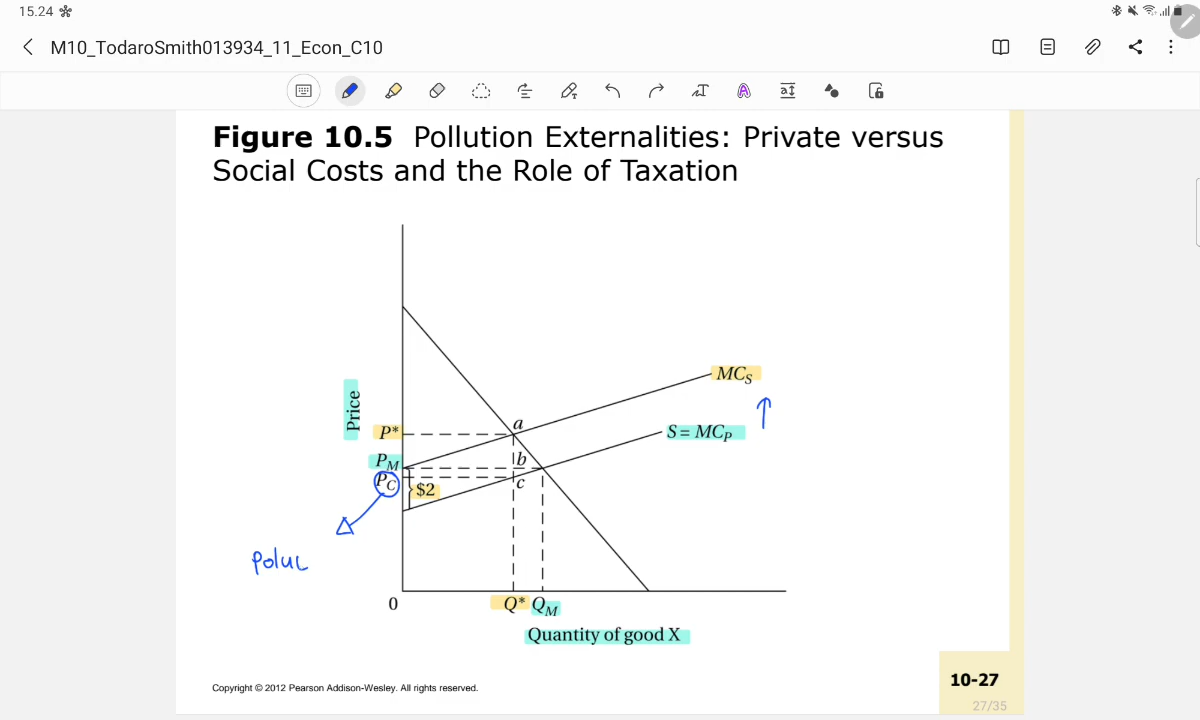 15.24
M10_TodaroSmith013934_11_Econ_C10
Figure 10.5 Pollution Externalities: Private versus
Social Costs and the Role of Taxation
Price
MCS
S = MCP
a
P*
b
PM
c
PC
$2
poluc
0
Q* QM
Quantity of good X
Copyright © 2012 Pearson Addison-Wesley. All rights reserved.
10-27
27/35